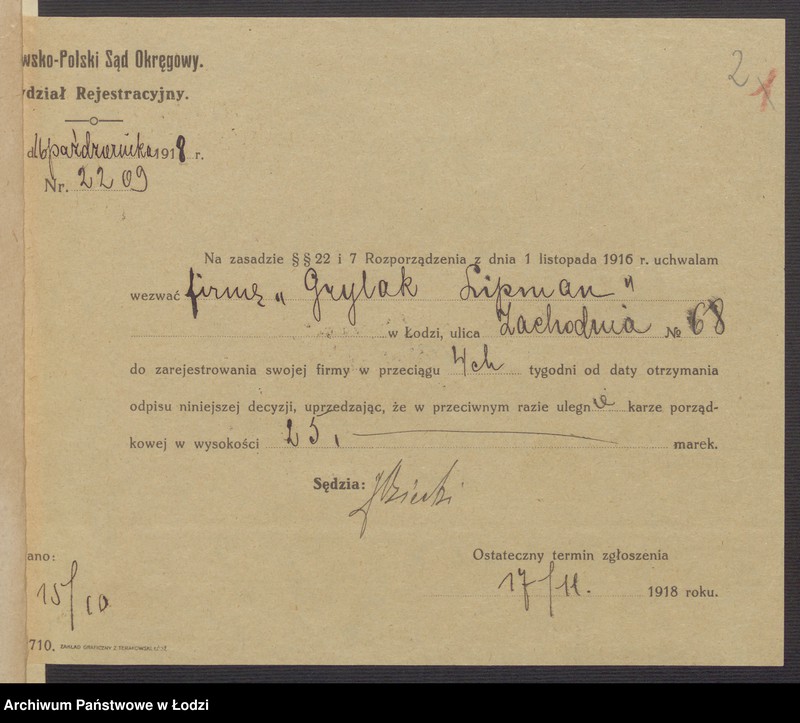 wsko-Polski Sąd Okręgowy.
2
ydział Rejestracyjny.
d. 16 października 1918 r.
Nr. 2209
Na zasadzie §§ 22 i 7 Rozporządzenia z dnia 1 listopada 1916 r. uchwalam
wezwać firmę „Grylak Lipman"
w Łodzi, ulica Zachodnia № 68
do zarejestrowania swojej firmy w przeciągu 4ch tygodni od daty otrzymania
odpisu niniejszej decyzji, uprzedzając, że w przeciwnym razie ulegnie karze porząd-
kowej w wysokości 25, marek.
Sędzia:
ano:
Ostateczny termin zgłoszenia
15/10
17/11. 1918 roku.
710. ZAKŁAD GRAFICZNY Z. TERAKOWSKI
Archiwum Państwowe w Łodzi